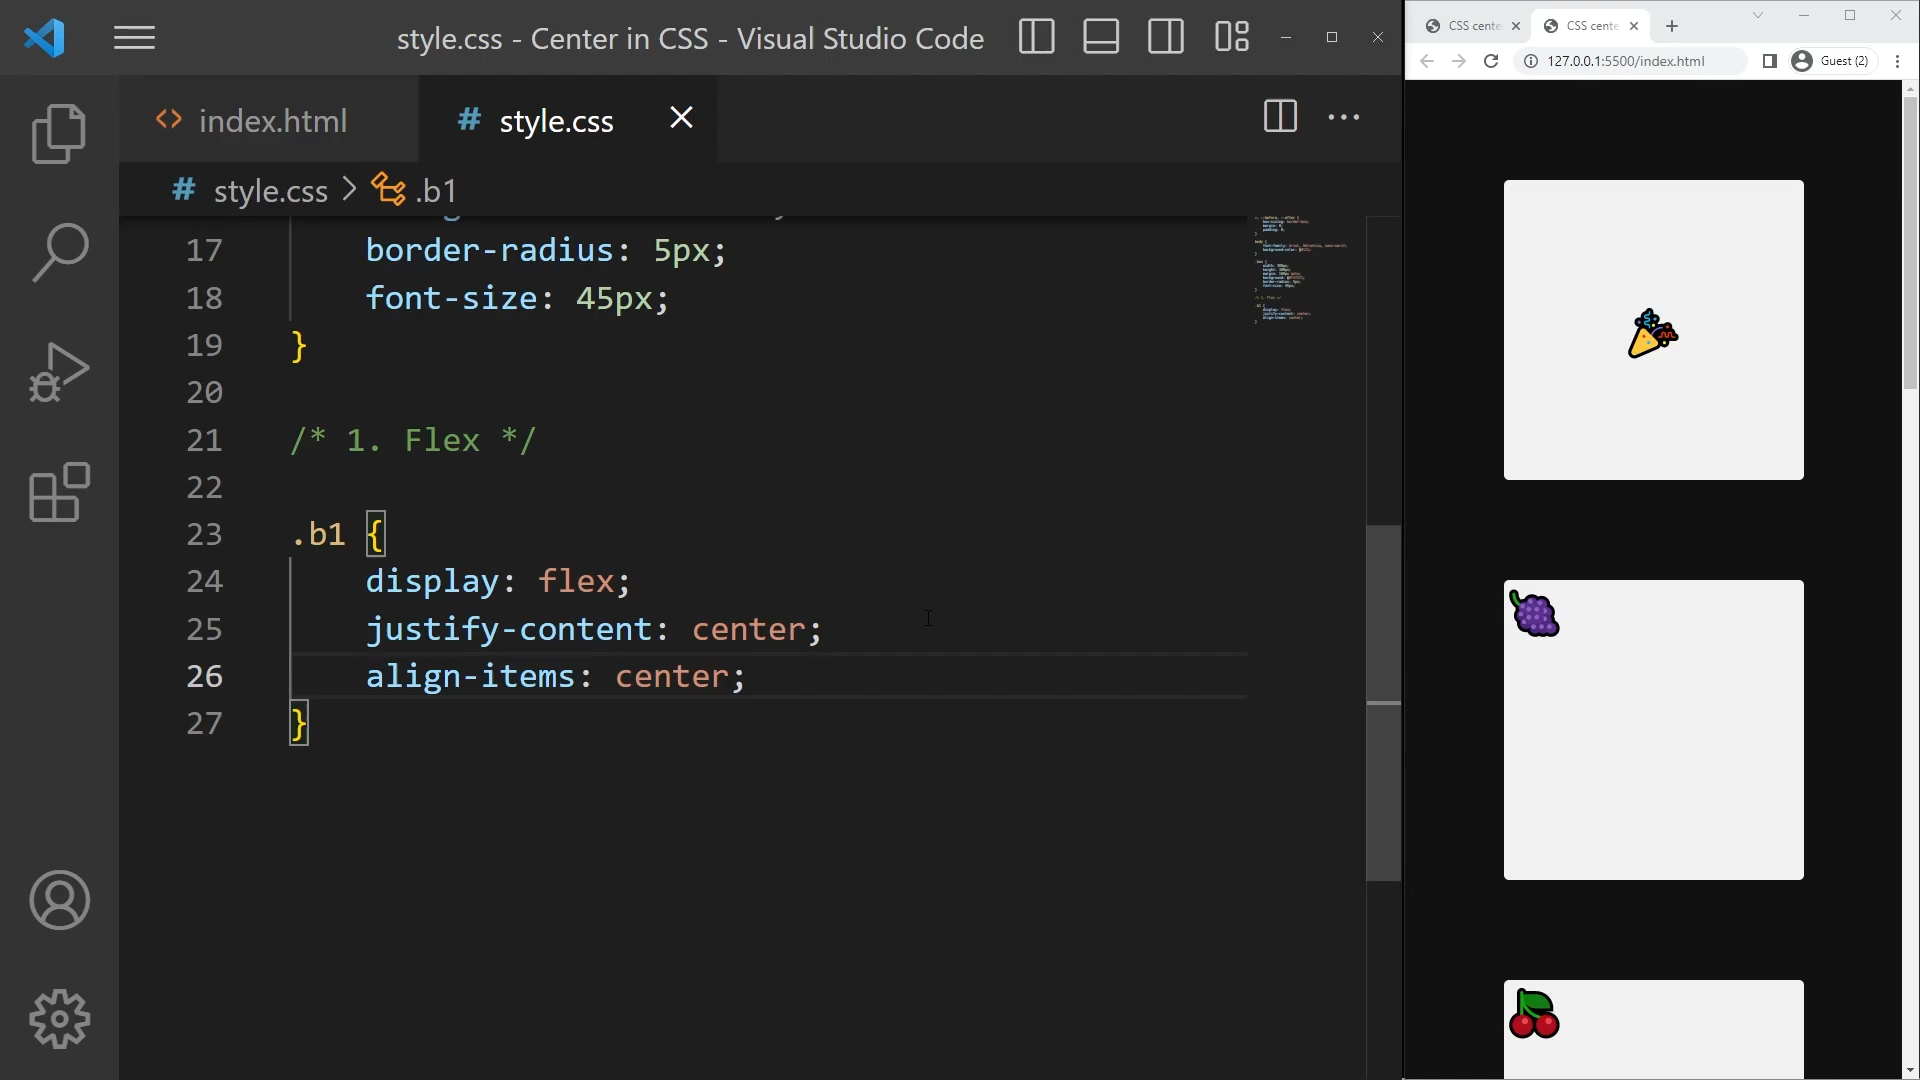 style.css - Center in CSS - Visual Studio Code
index.html
# style.css
# style.css > .b1
17 border-radius: 5px;
18 font-size: 45px;
19 }
20
21 /* 1. Flex */
22
23 .b1 {
24 display: flex;
25 justify-content: center;
26 align-items: center;
27 }
CSS cente
CSS cente
127.0.0.1:5500/index.html
Guest (2)